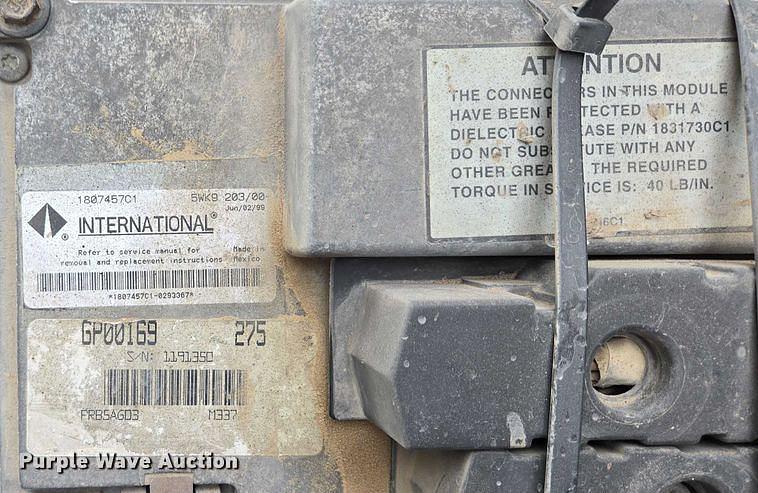 1807457C1 5WK9 203/00-
Jun/02/99
INTERNATIONAL®
Refer to service manual for Made in
removal and replacement instructions Mexico
*1807457C1-0293367*
GP00169 275
S/N: 1191350
FRB5AGD3 M337
ATTENTION
THE CONNECTORS IN THIS MODULE
HAVE BEEN PROTECTED WITH A
DIELECTRIC GREASE P/N 1831730C1.
DO NOT SUBSTITUTE WITH ANY
OTHER GREASE. THE REQUIRED
TORQUE IN SERVICE IS: 40 LB/IN.
16C1
Purple Wave Auction